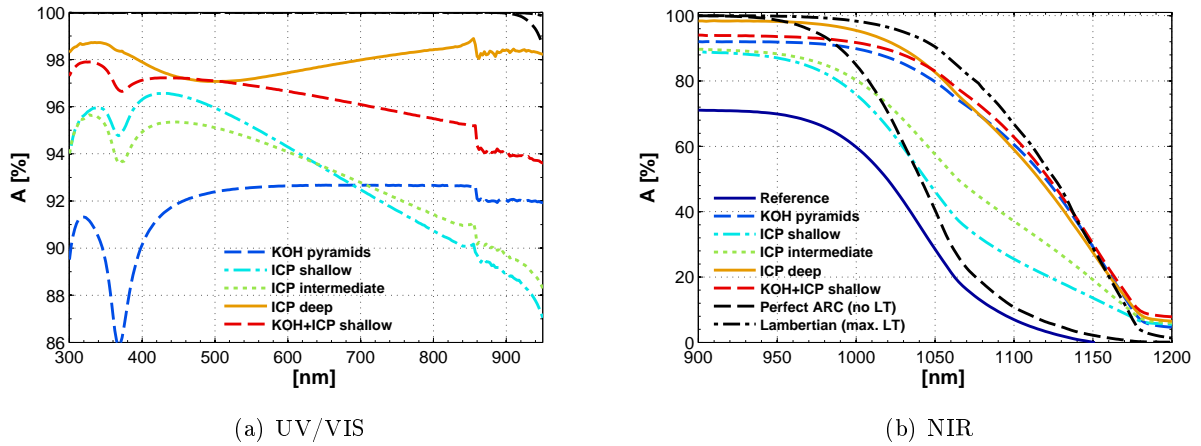 100
98
96
94
92
90
88
86
A [%]
300 400 500 600 700 800 900
[nm]
KOH pyramids
ICP shallow
ICP intermediate
ICP deep
KOH+ICP shallow
(a) UV/VIS
100
80
60
40
20
0
A [%]
900 950 1000 1050 1100 1150 1200
[nm]
Reference
KOH pyramids
ICP shallow
ICP intermediate
ICP deep
KOH+ICP shallow
Perfect ARC (no LT)
Lambertian (max. LT)
(b) NIR